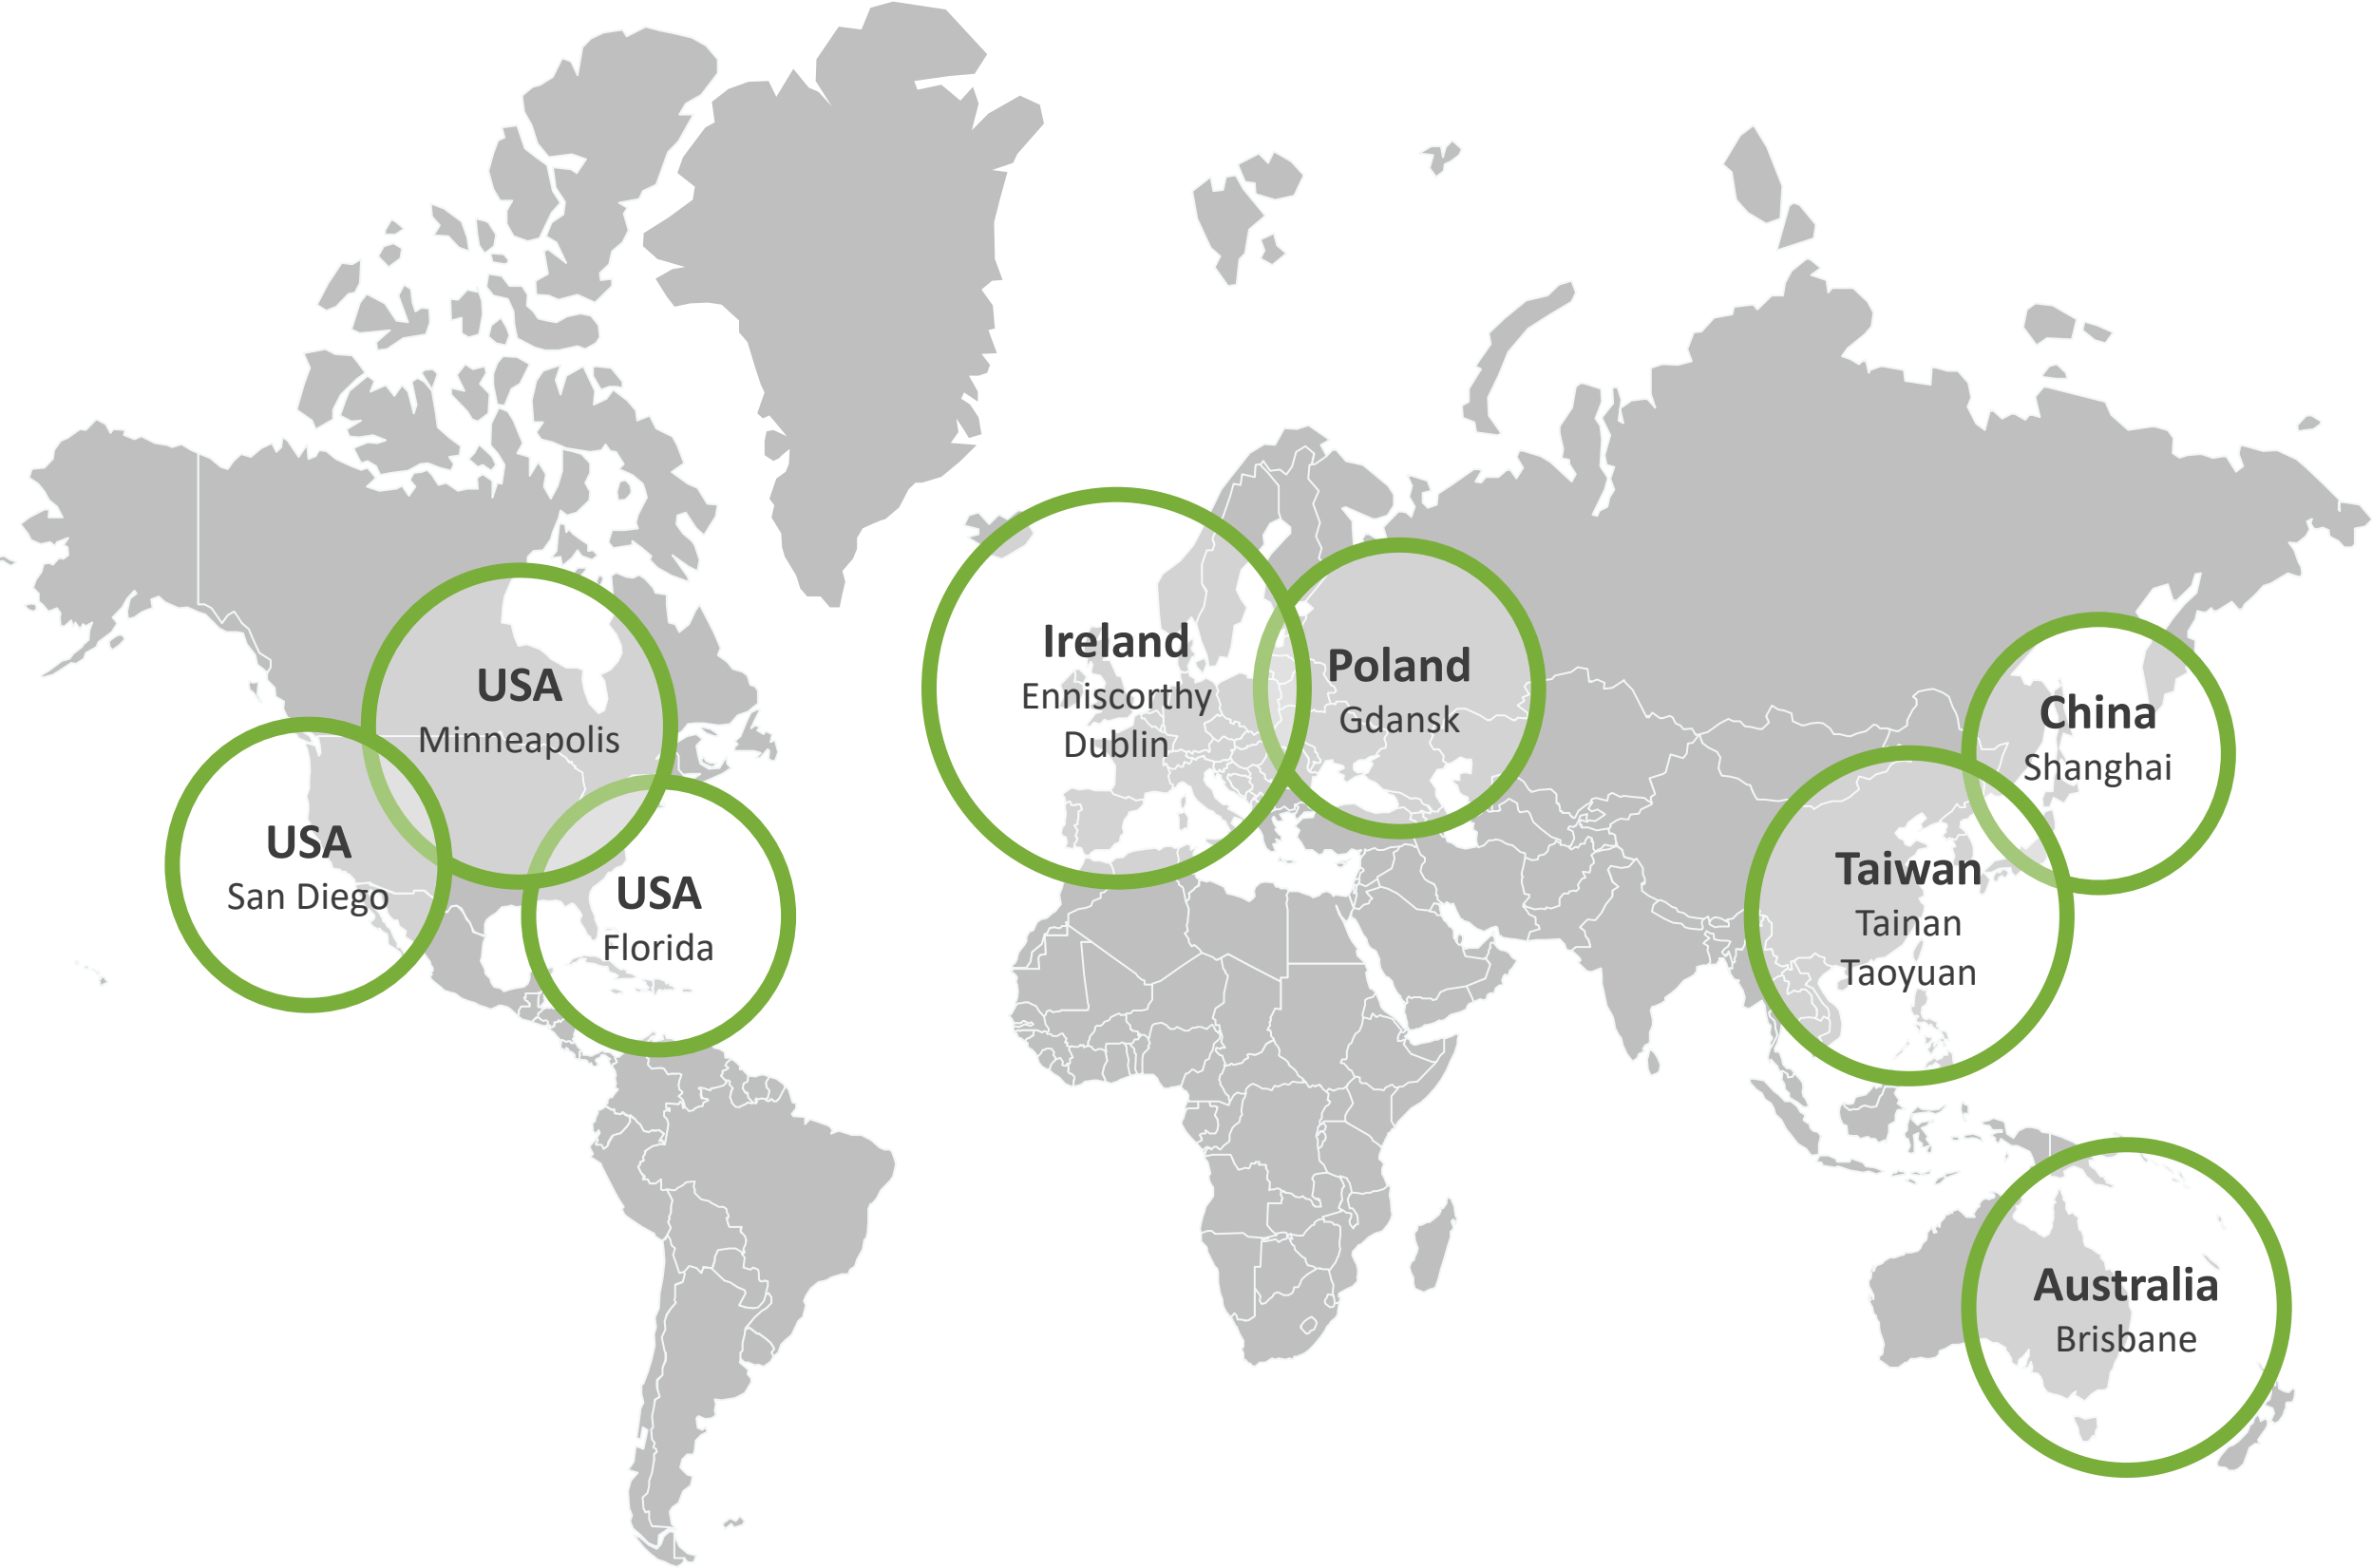 USA
Minneapolis
USA
San Diego
USA
Florida
Ireland
Enniscorthy
Dublin
Poland
Gdansk
China
Shanghai
Taiwan
Tainan
Taoyuan
Australia
Brisbane